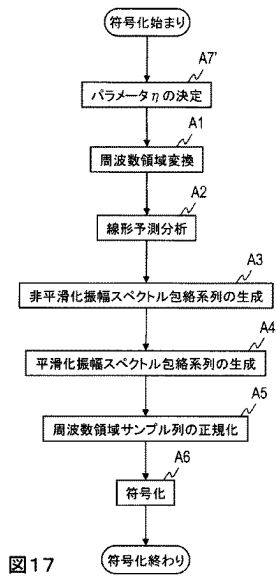 符号化始まり
A7'
パラメータηの決定
A1
周波数領域変換
A2
線形予測分析
A3
非平滑化振幅スペクトル包絡系列の生成
A4
平滑化振幅スペクトル包絡系列の生成
A5
周波数領域サンプル列の正規化
A6
符号化
符号化終わり
図17